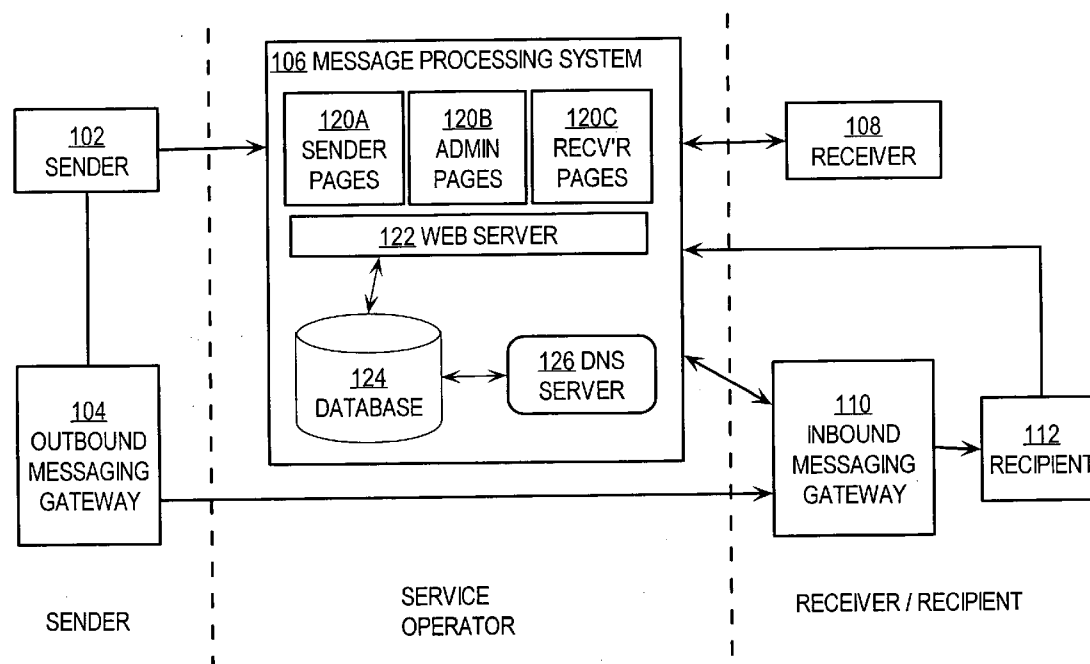 106 MESSAGE PROCESSING SYSTEM
120A
SENDER
PAGES
120B
ADMIN
PAGES
120C
RECV'R
PAGES
102
SENDER
108
RECEIVER
122 WEB SERVER
124
DATABASE
126 DNS
SERVER
104
OUTBOUND
MESSAGING
GATEWAY
110
INBOUND
MESSAGING
GATEWAY
112
RECIPIENT
SENDER
SERVICE
OPERATOR
RECEIVER / RECIPIENT